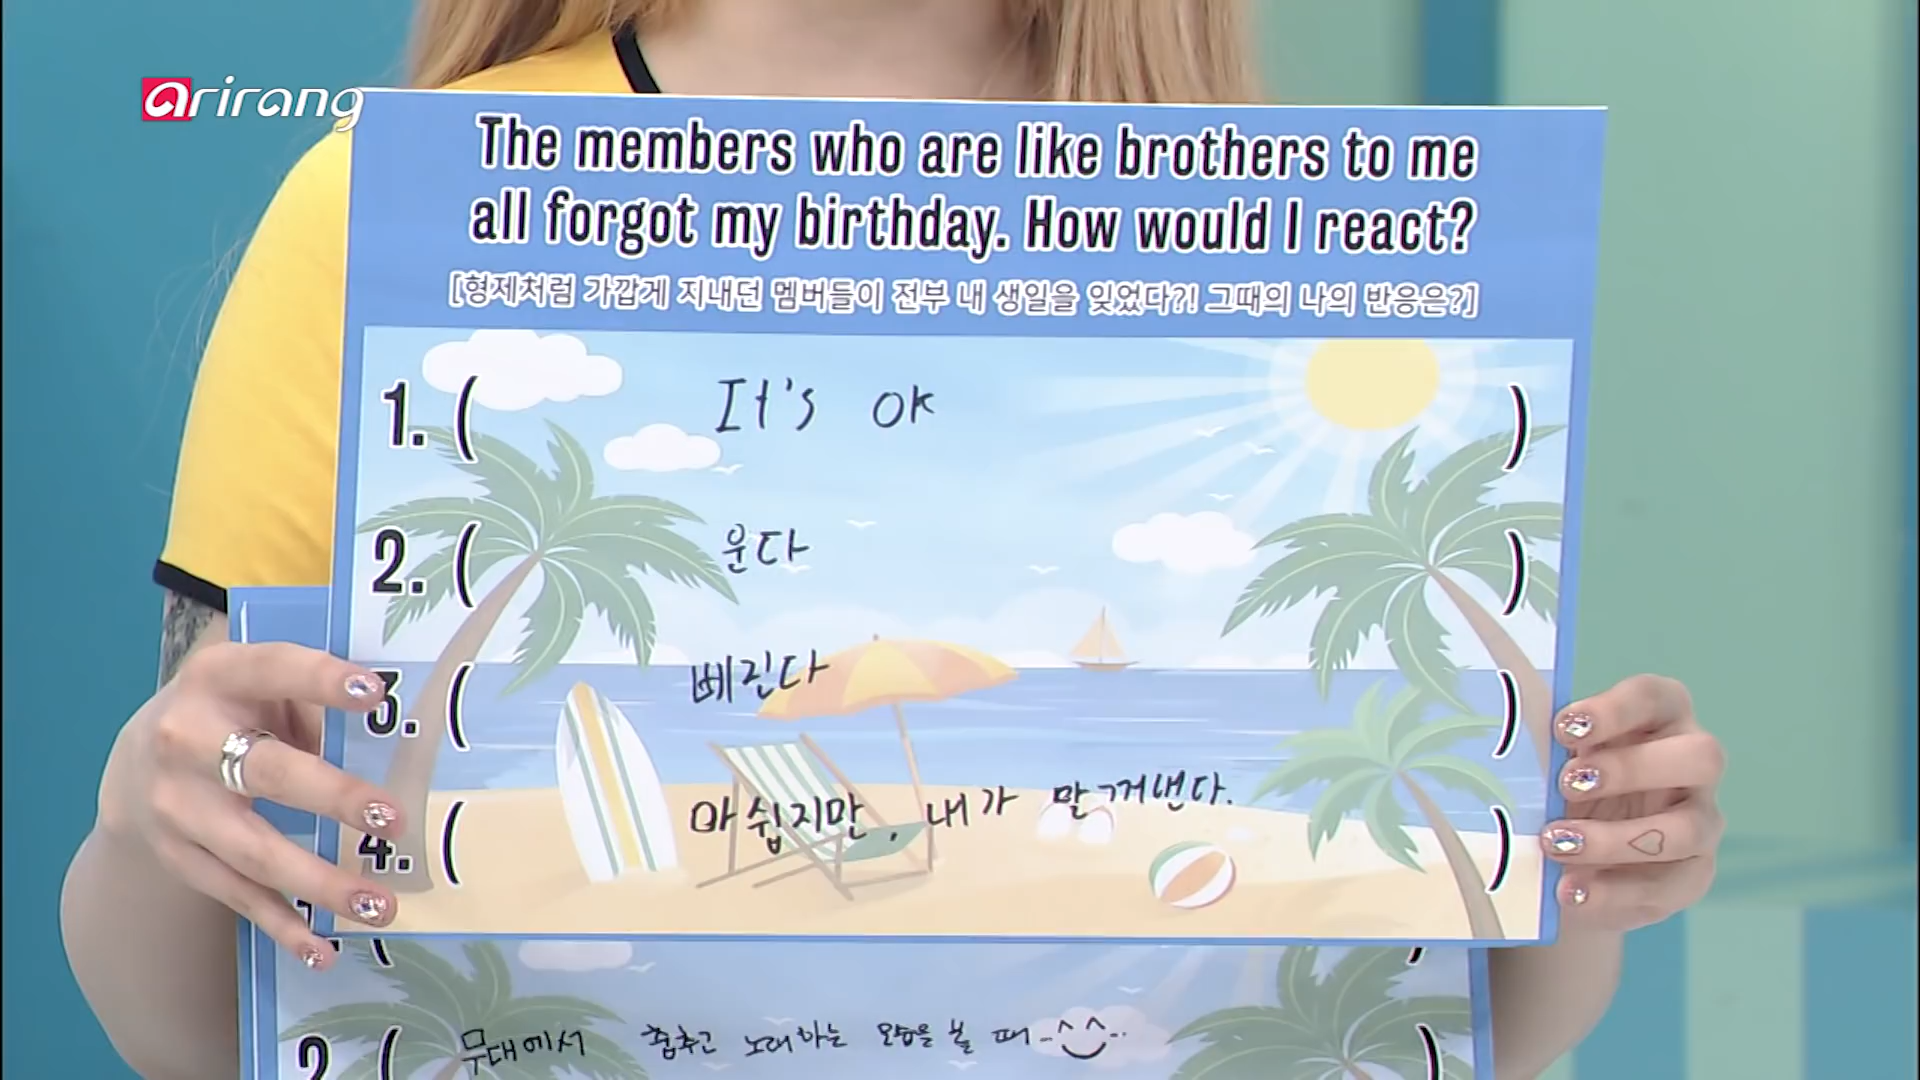 arirang
The members who are like brothers to me
all forgot my birthday. How would I react?
[형제처럼 가깝게 지내던 멤버들이 전부 내 생일을 잊었다?! 그때의 나의 반응은?]
1. ( It's ok )
2. ( 운다 )
3. ( 삐진다 )
4. ( 아쉽지만, 내가 말 꺼낸다. )
2 ( 무대에서 춤추고 노래하는 모습을 볼 때 ^^ )